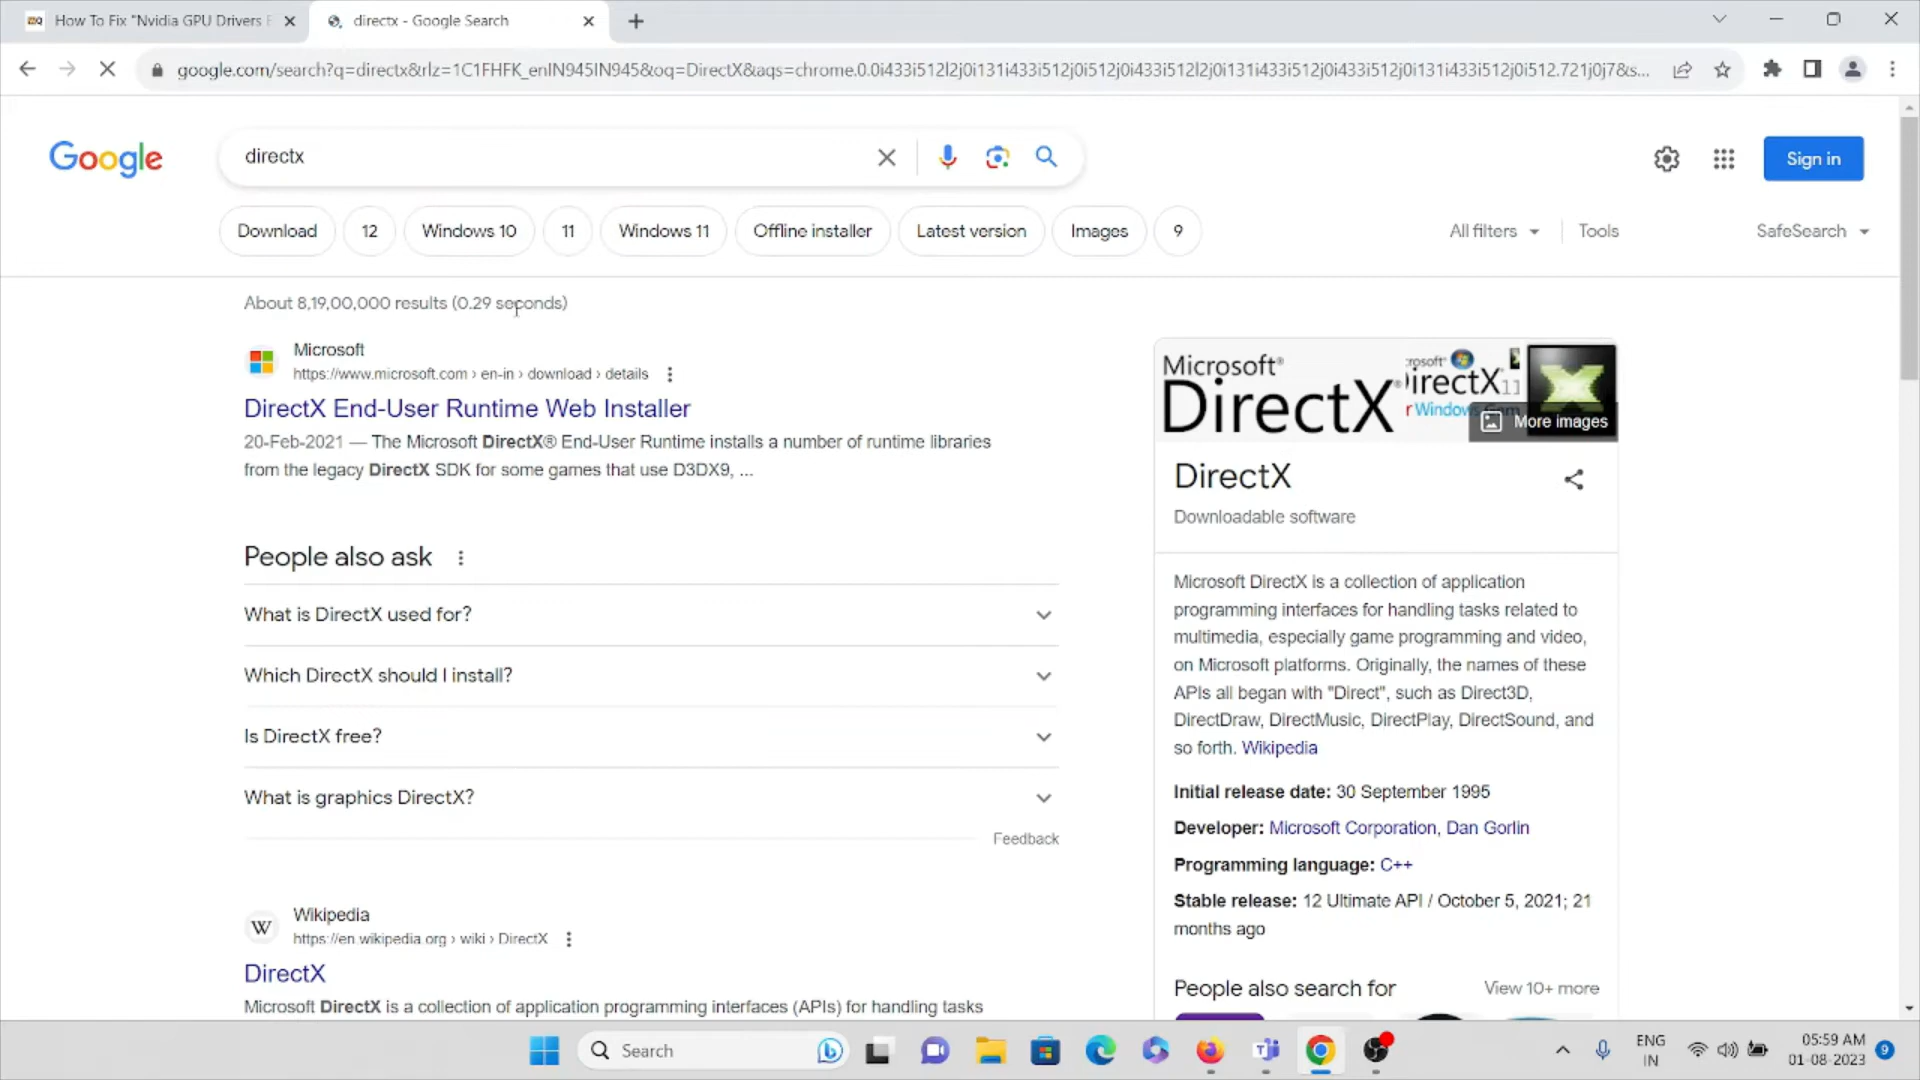 How To Fix "Nvidia GPU Drivers
directx - Google Search
google.com/search?q=directx&rlz=1C1FHFK_enIN945IN945&oq=DirectX&aqs=chrome.0.0i433i512l2j0i131i433i512j0i512j0i433i512l2j0i131i433i512j0i433i512j0i131i433i512j0i512.721j0j7&s...
Google
directx
Sign in
Download
12
Windows 10
11
Windows 11
Offline installer
Latest version
Images
9
All filters
Tools
SafeSearch
About 8,19,00,000 results (0.29 seconds)
Microsoft
https://www.microsoft.com › en-in › download › details
DirectX End-User Runtime Web Installer
20-Feb-2021 — The Microsoft DirectX® End-User Runtime installs a number of runtime libraries
from the legacy DirectX SDK for some games that use D3DX9, ...
People also ask
What is DirectX used for?
Which DirectX should I install?
Is DirectX free?
What is graphics DirectX?
Feedback
W
Wikipedia
https://en.wikipedia.org › wiki › DirectX
DirectX
Microsoft DirectX is a collection of application programming interfaces (APIs) for handling tasks
Microsoft®
DirectX®
More images
DirectX
Downloadable software
Microsoft DirectX is a collection of application
programming interfaces for handling tasks related to
multimedia, especially game programming and video,
on Microsoft platforms. Originally, the names of these
APIs all began with "Direct", such as Direct3D,
DirectDraw, DirectMusic, DirectPlay, DirectSound, and
so forth. Wikipedia
Initial release date: 30 September 1995
Developer: Microsoft Corporation, Dan Gorlin
Programming language: C++
Stable release: 12 Ultimate API / October 5, 2021; 21
months ago
People also search for
View 10+ more
Search
ENG
IN
05:59 AM
01-08-2023
9